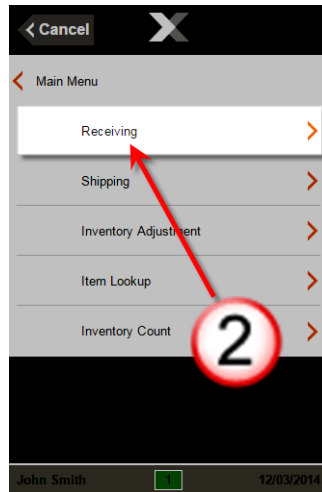 Cancel
Main Menu
Receiving
Shipping
Inventory Adjustment
Item Lookup
Inventory Count
2
John Smith 1 12/03/2014